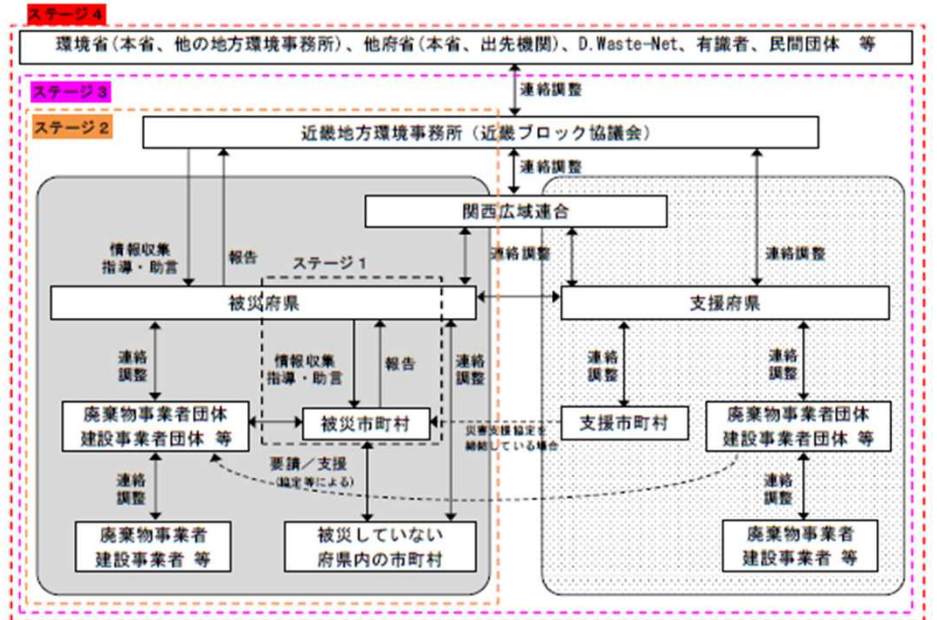 ステージ4
環境省(本省、他の地方環境事務所)、他府省(本省、出先機関)、D.Waste-Net、有識者、民間団体 等
ステージ3
連絡調整
ステージ2
近畿地方環境事務所(近畿ブロック協議会)
連絡調整
関西広域連合
情報収集
指導・助言
報告
ステージ1
連絡調整
連絡調整
被災府県
支援府県
連絡
調整
情報収集
指導・助言
報告
連絡
調整
連絡
調整
連絡
調整
廃棄物事業者団体
建設事業者団体 等
被災市町村
災害支援協定を
締結している場合
支援市町村
廃棄物事業者団体
建設事業者団体 等
要請/支援
(協定等による)
連絡
調整
連絡
調整
廃棄物事業者
建設事業者 等
被災していない
府県内の市町村
廃棄物事業者
建設事業者 等